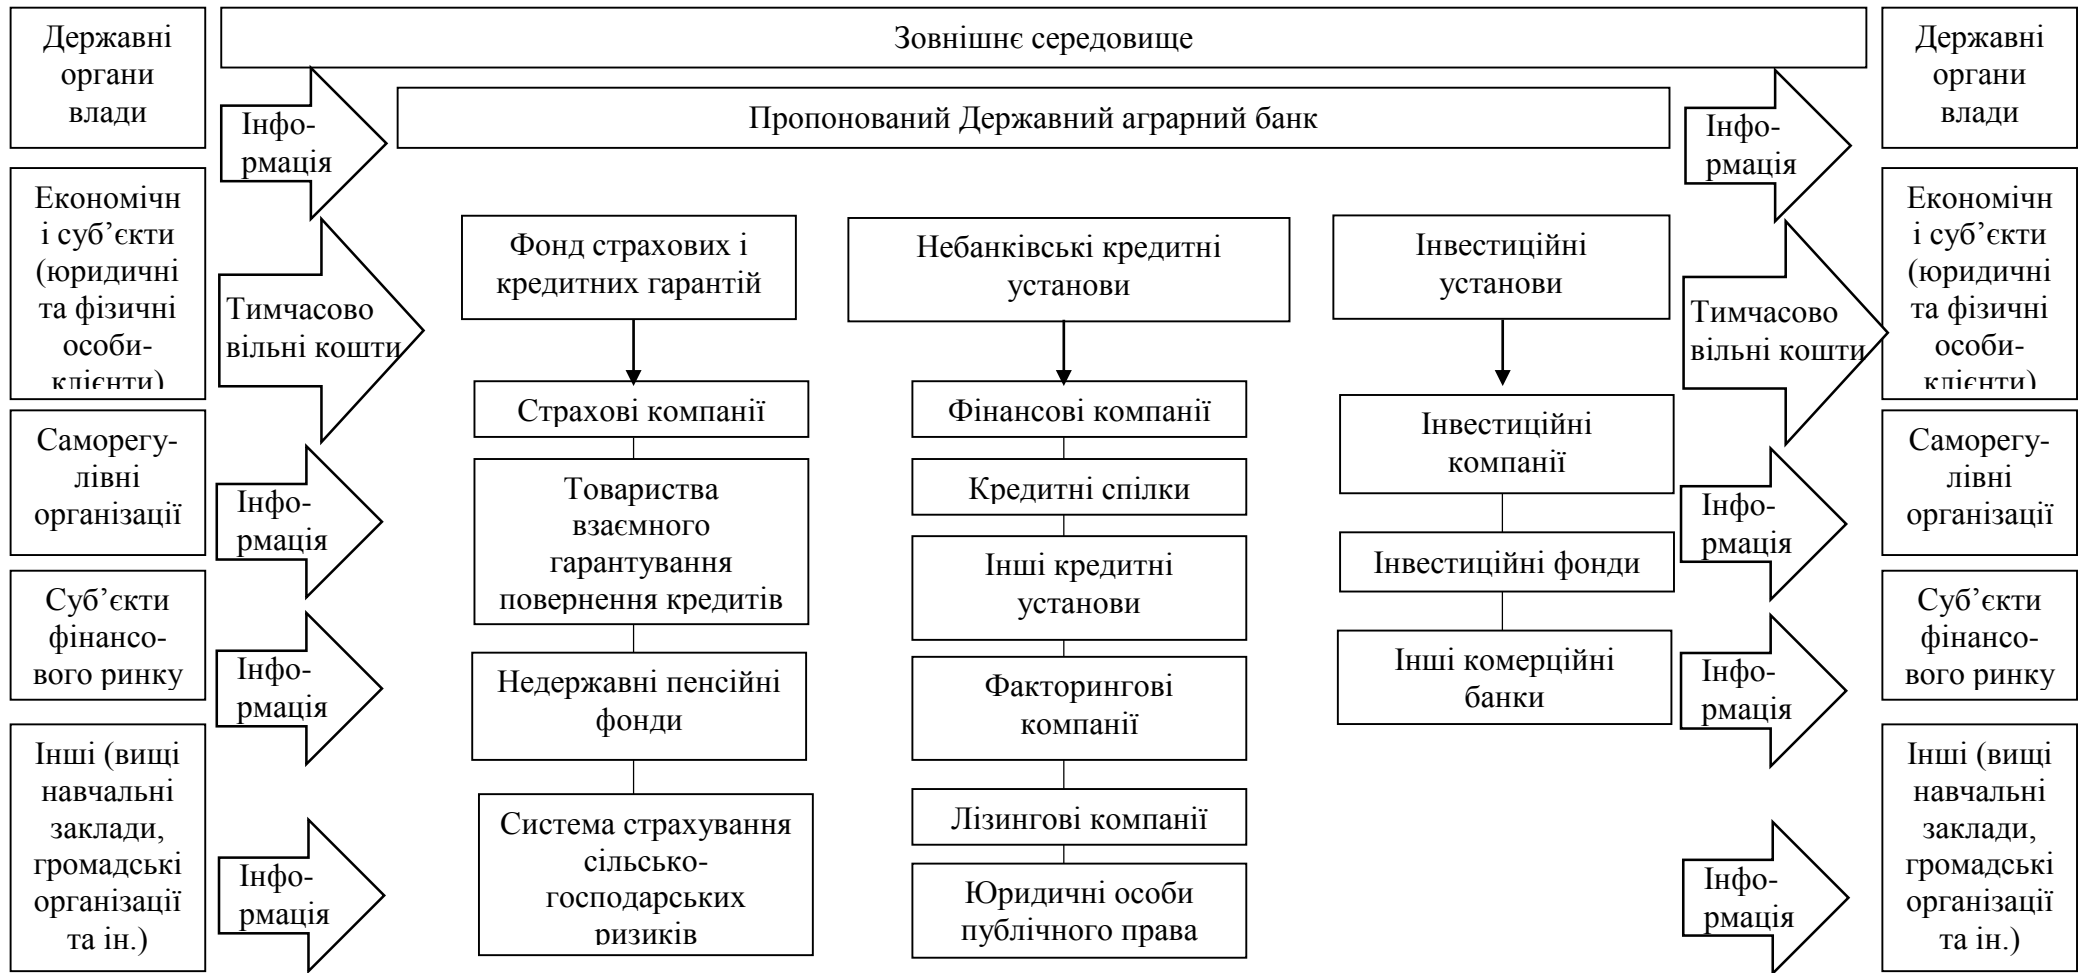 Державні
органи
влади
Зовнішнє середовище
Державні
органи
влади
Інфо-
рмація
Пропонований Державний аграрний банк
Інфо-
рмація
Економічн
і суб’єкти
(юридичні
та фізичні
особи-
клієнти)
Тимчасово
вільні кошти
Фонд страхових і
кредитних гарантій
Небанківські кредитні
установи
Інвестиційні
установи
Тимчасово
вільні кошти
Економічн
і суб’єкти
(юридичні
та фізичні
особи-
клієнти)
Саморегу-
лівні
організації
Інфо-
рмація
Страхові компанії
Товариства
взаємного
гарантування
повернення кредитів
Недержавні пенсійні
фонди
Система страхування
сільсько-
господарських
ризиків
Фінансові компанії
Кредитні спілки
Інші кредитні
установи
Факторингові
компанії
Лізингові компанії
Юридичні особи
публічного права
Інвестиційні
компанії
Інвестиційні фонди
Інші комерційні
банки
Інфо-
рмація
Саморегу-
лівні
організації
Суб’єкти
фінансо-
вого ринку
Інфо-
рмація
Інфо-
рмація
Суб’єкти
фінансо-
вого ринку
Інші (вищі
навчальні
заклади,
громадські
організації
та ін.)
Інфо-
рмація
Інфо-
рмація
Інші (вищі
навчальні
заклади,
громадські
організації
та ін.)